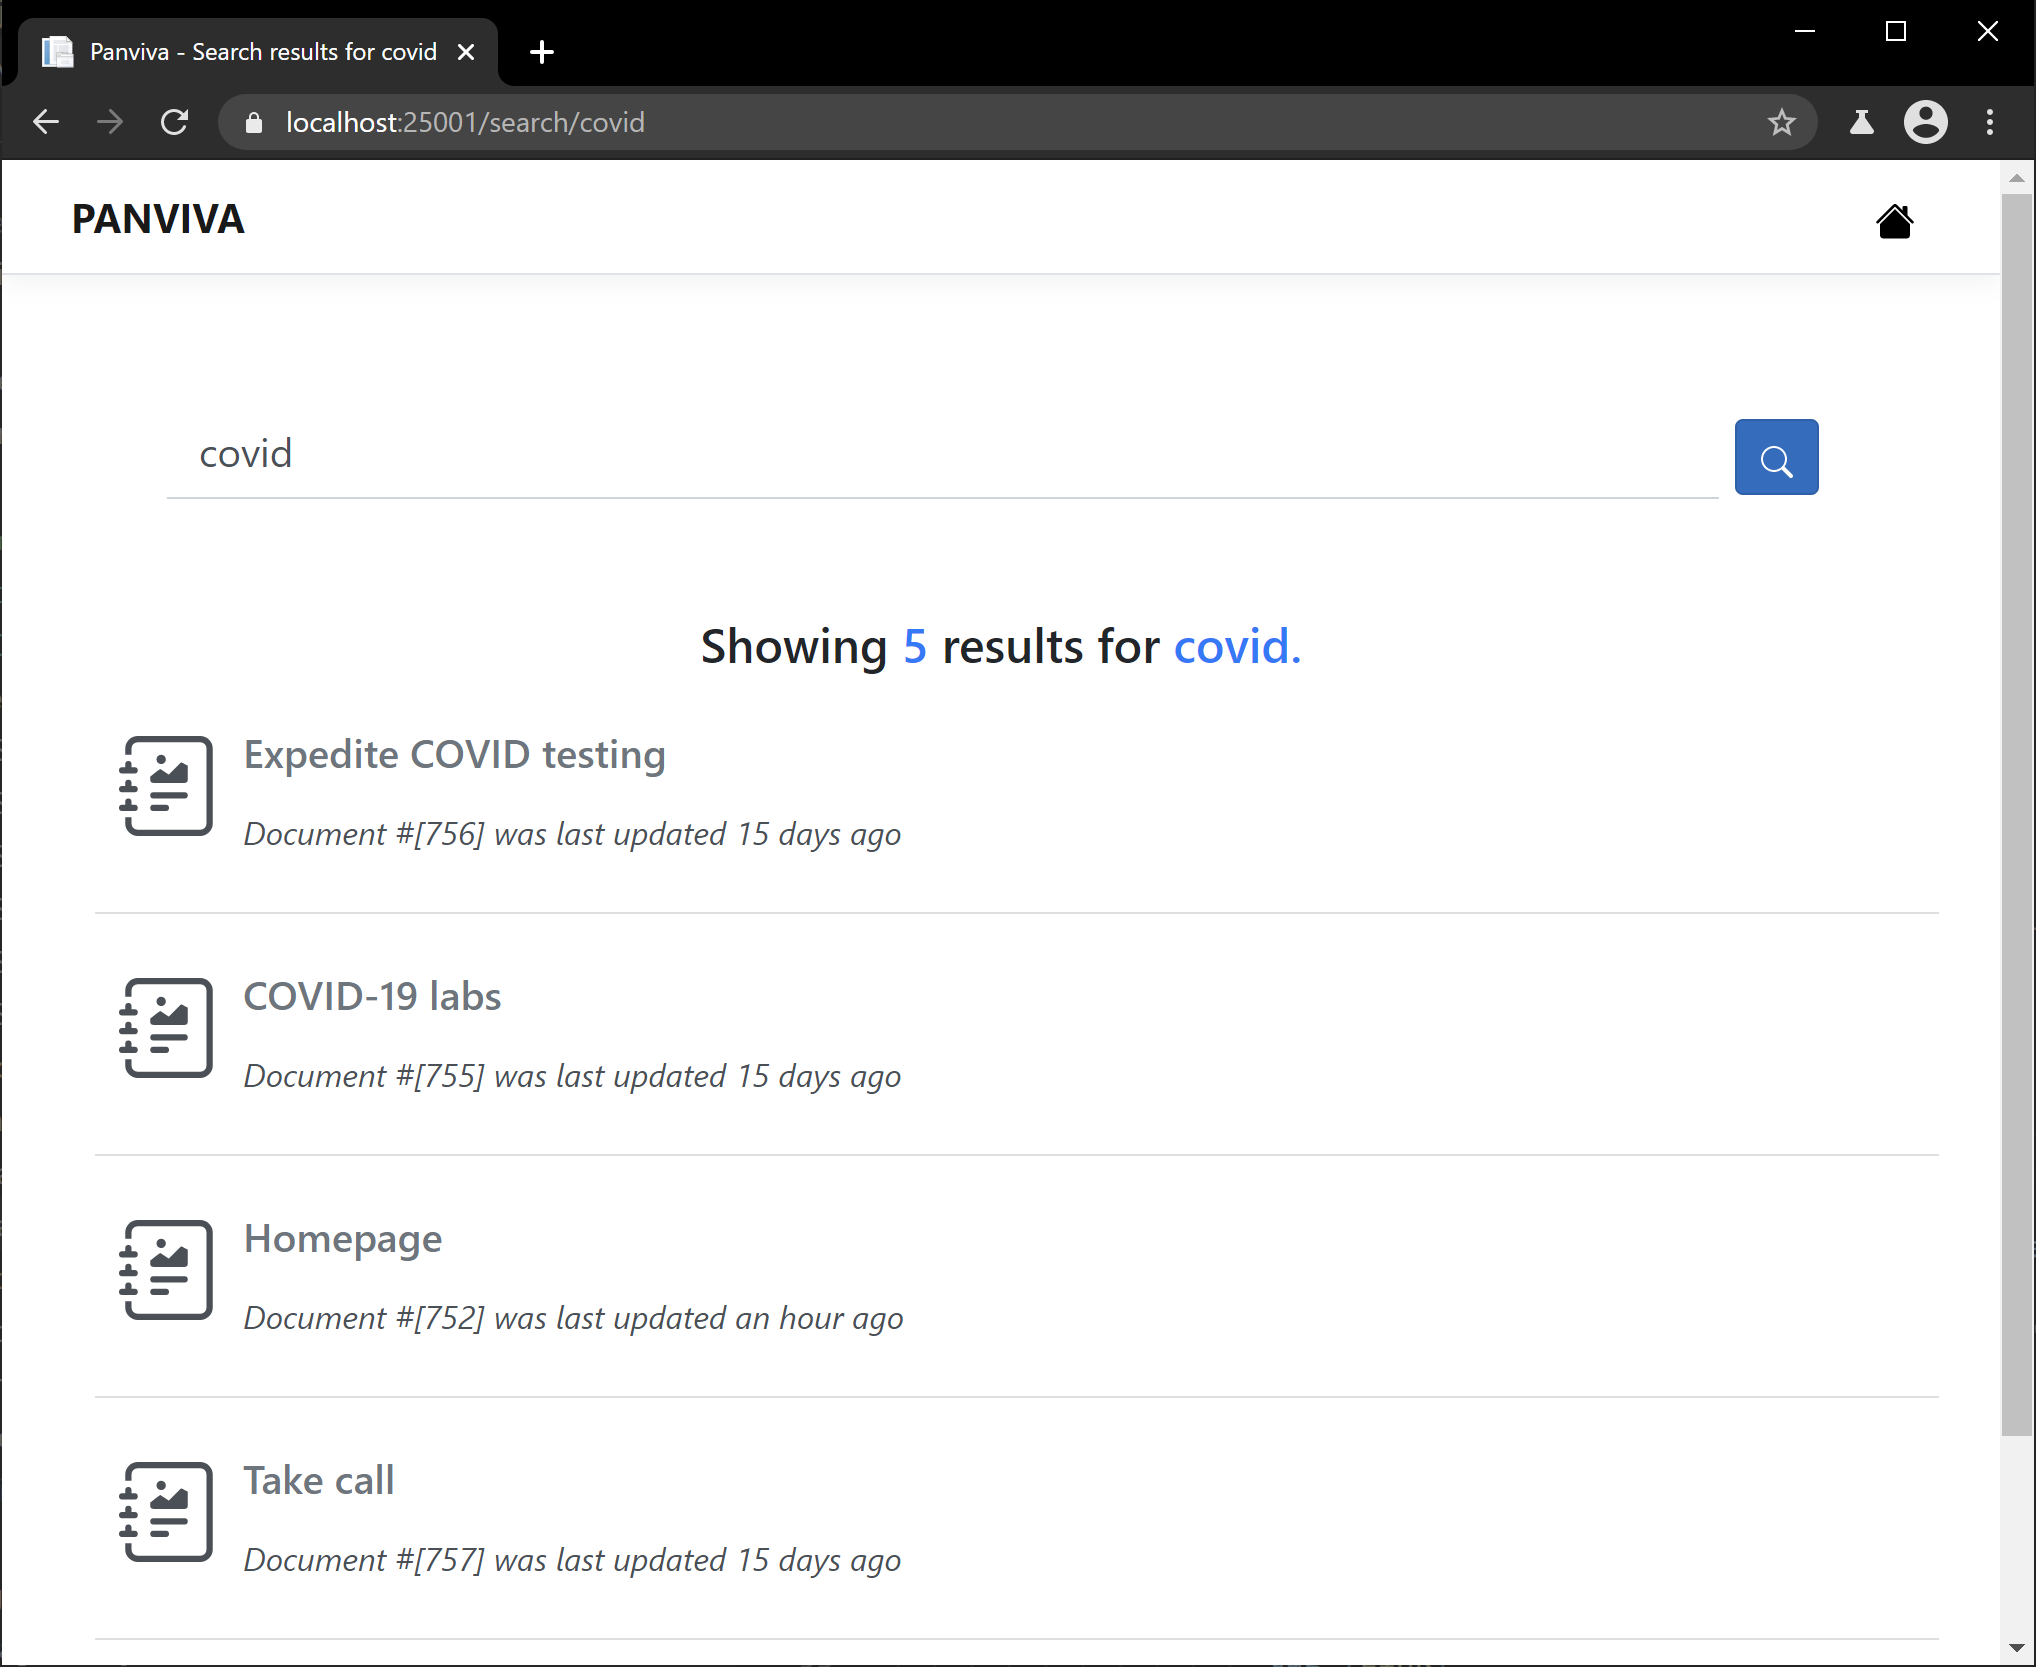 Panviva - Search results for covid
localhost:25001/search/covid
PANVIVA
covid
Showing 5 results for covid.
Expedite COVID testing
Document #[756] was last updated 15 days ago
COVID-19 labs
Document #[755] was last updated 15 days ago
Homepage
Document #[752] was last updated an hour ago
Take call
Document #[757] was last updated 15 days ago